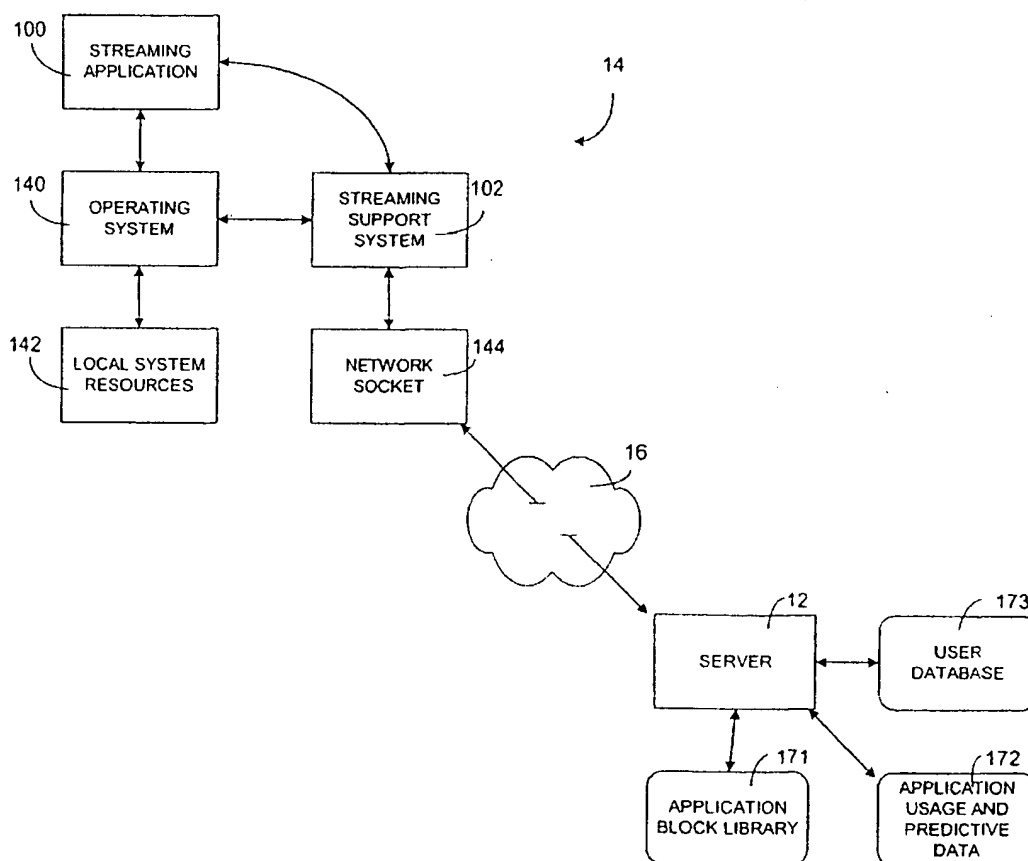 100
STREAMING
APPLICATION
14
140
OPERATING
SYSTEM
102
STREAMING
SUPPORT
SYSTEM
142
LOCAL SYSTEM
RESOURCES
144
NETWORK
SOCKET
16
12
SERVER
173
USER
DATABASE
171
APPLICATION
BLOCK LIBRARY
172
APPLICATION
USAGE AND
PREDICTIVE
DATA